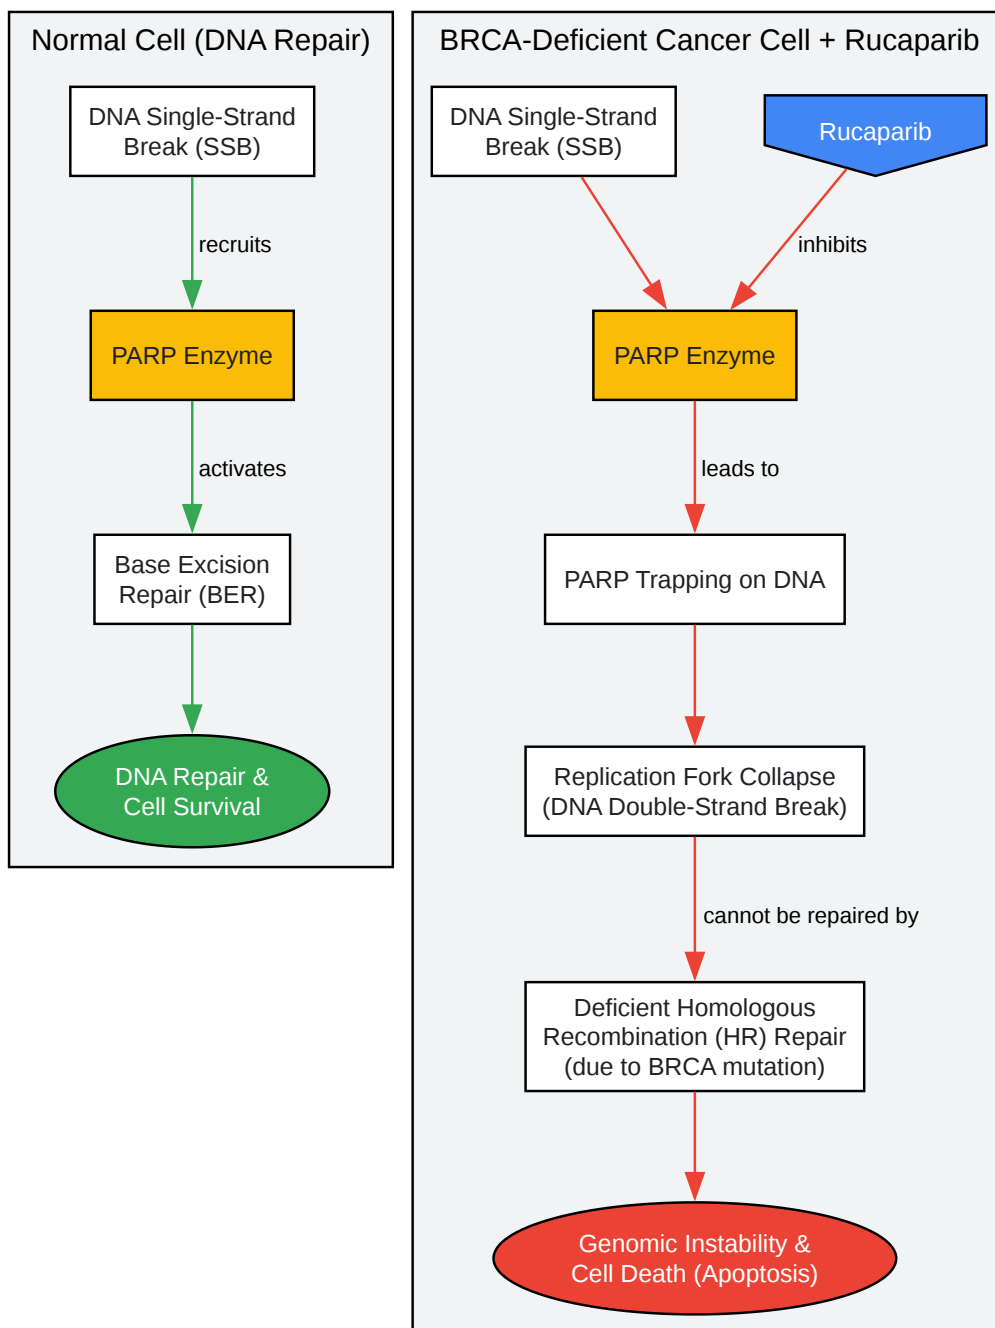 Normal Cell (DNA Repair)
DNA Single-Strand
Break (SSB)
recruits
PARP Enzyme
activates
Base Excision
Repair (BER)
DNA Repair &
Cell Survival
BRCA-Deficient Cancer Cell + Rucaparib
DNA Single-Strand
Break (SSB)
Rucaparib
inhibits
PARP Enzyme
leads to
PARP Trapping on DNA
Replication Fork Collapse
(DNA Double-Strand Break)
cannot be repaired by
Deficient Homologous
Recombination (HR) Repair
(due to BRCA mutation)
Genomic Instability &
Cell Death (Apoptosis)